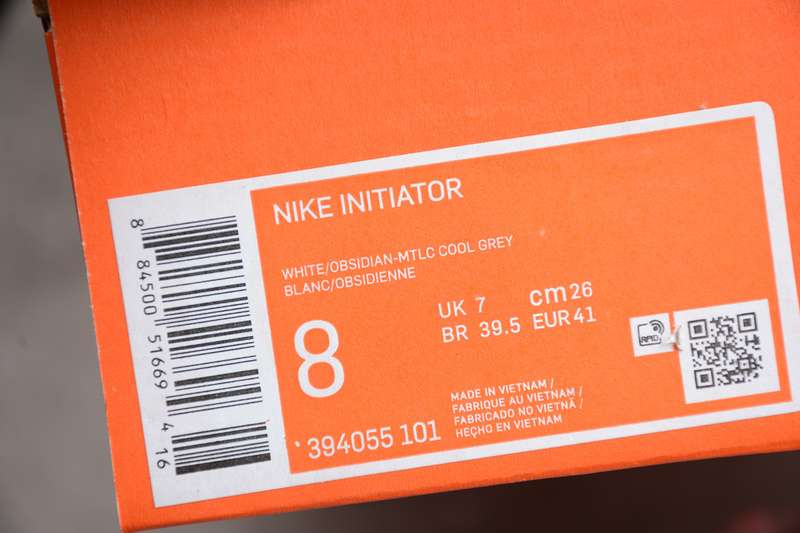 NIKE INITIATOR
WHITE/OBSIDIAN-MTLC COOL GREY
BLANC/OBSIDIENNE
8
UK 7 cm 26
BR 39.5 EUR 41
394055 101
MADE IN VIETNAM /
FABRIQUE AU VIETNAM /
FABRICADO NO VIETNÃ /
HECHO EN VIETNAM
RFID
8 84500 51669 4 16